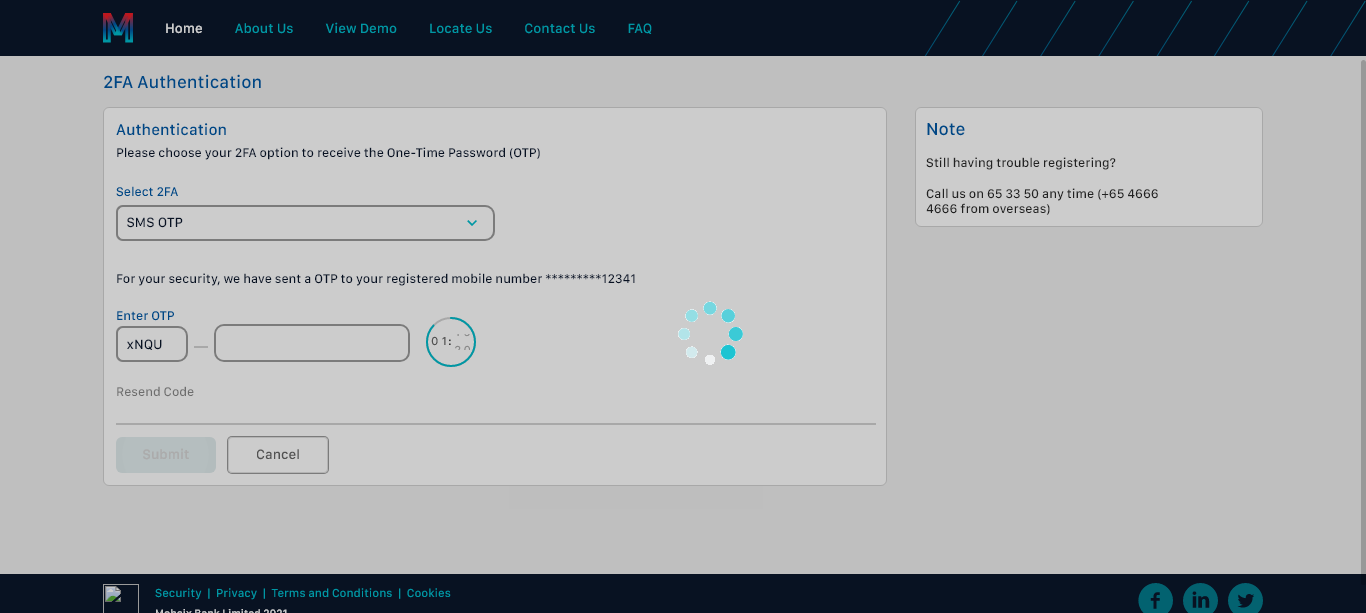 Home About Us View Demo Locate Us Contact Us FAQ
2FA Authentication
Authentication
Please choose your 2FA option to receive the One-Time Password (OTP)
Select 2FA
SMS OTP
For your security, we have sent a OTP to your registered mobile number *********12341
Enter OTP
xNQU
01:
Resend Code
Submit Cancel
Note
Still having trouble registering?
Call us on 65 33 50 any time (+65 4666
4666 from overseas)
Security | Privacy | Terms and Conditions | Cookies
Bank Limited 2021